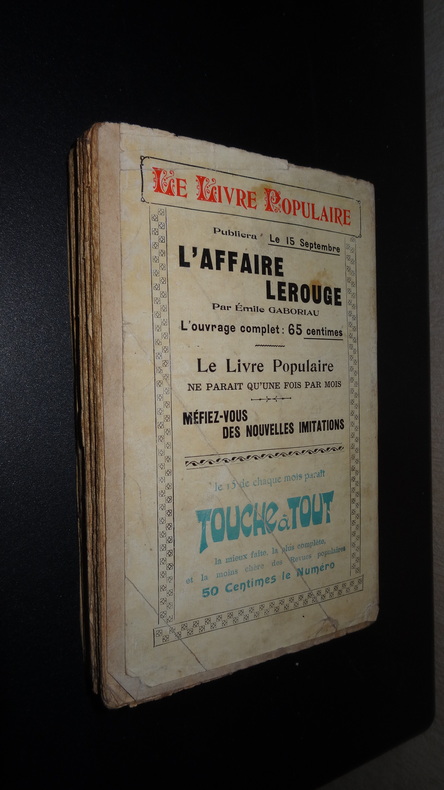 LE LIVRE POPULAIRE
Publiera Le 15 Septembre
L'AFFAIRE
LEROUGE
Par Émile GABORIAU
L'ouvrage complet : 65 centimes
Le Livre Populaire
NE PARAIT QU'UNE FOIS PAR MOIS
MÉFIEZ-VOUS
DES NOUVELLES IMITATIONS
le 15 de chaque mois paraît
TOUCHE à TOUT
la mieux faite, la plus complète,
et la moins chère des Revues populaires
50 Centimes le Numéro